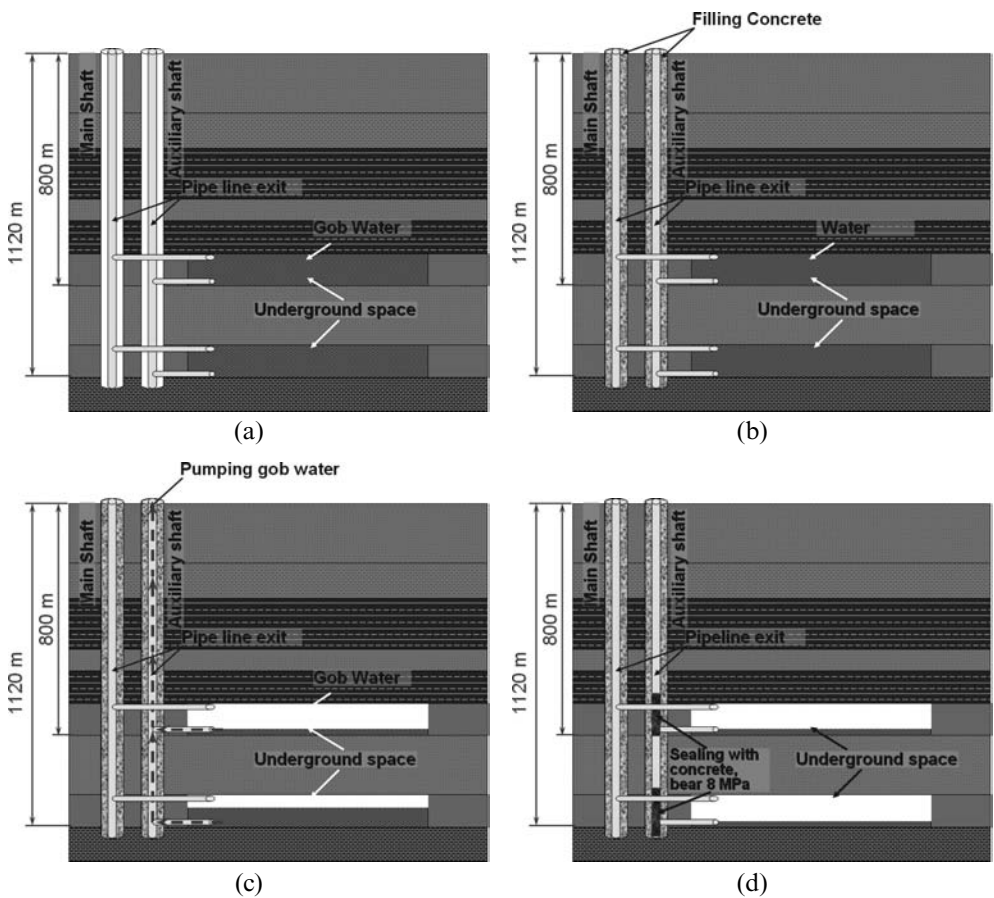 Main Shaft
Auxiliary shaft
800 m
1120 m
Pipe line exit
Gob Water
Underground space
(a)
Filling Concrete
Main Shaft
Auxiliary shaft
800 m
1120 m
Pipe line exit
Water
Underground space
(b)
Pumping gob water
Main Shaft
Auxiliary shaft
800 m
1120 m
Pipe line exit
Gob Water
Underground space
(c)
Main Shaft
Auxiliary shaft
800 m
1120 m
Pipeline exit
Sealing with
concrete,
bear 8 MPa
Underground space
(d)